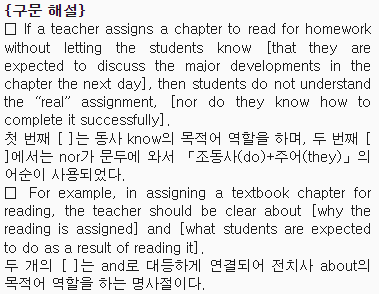 {구문 해설}
□ If a teacher assigns a chapter to read for homework
without letting the students know [that they are
expected to discuss the major developments in the
chapter the next day], then students do not understand
the “real” assignment, [nor do they know how to
complete it successfully].
첫 번째 [ ]는 동사 know의 목적어 역할을 하며, 두 번째 [
]에서는 nor가 문두에 와서 「조동사(do)+주어(they)」의
어순이 사용되었다.
□ For example, in assigning a textbook chapter for
reading, the teacher should be clear about [why the
reading is assigned] and [what students are expected
to do as a result of reading it].
두 개의 [ ]는 and로 대등하게 연결되어 전치사 about의
목적어 역할을 하는 명사절이다.